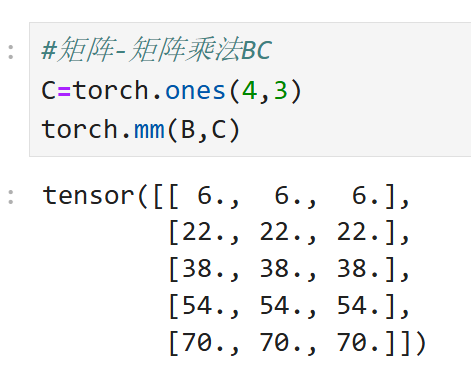 : #矩阵-矩阵乘法BC
C=torch.ones(4,3)
torch.mm(B,C)
: tensor([[ 6.,  6.,  6.],
        [22., 22., 22.],
        [38., 38., 38.],
        [54., 54., 54.],
        [70., 70., 70.]])